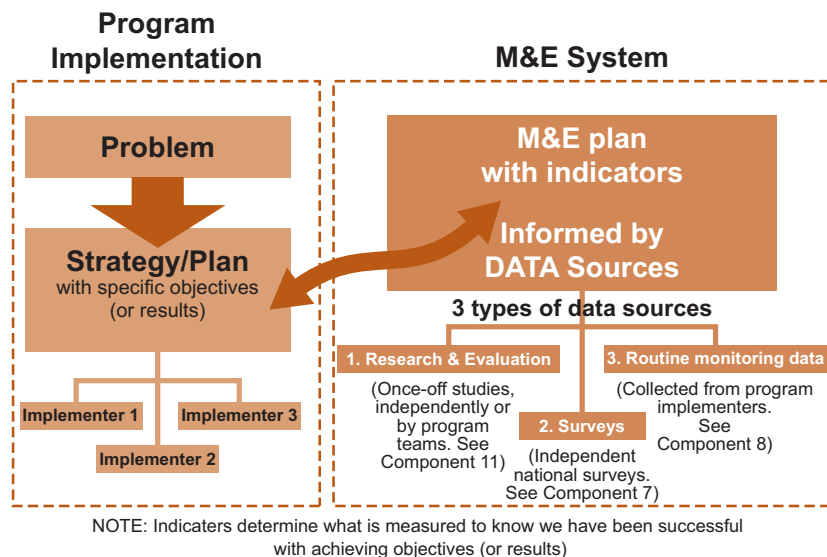 Program
Implementation
M&E System
Problem
Strategy/Plan
with specific objectives
(or results)
Implementer 1
Implementer 2
Implementer 3
M&E plan
with indicators
Informed by
DATA Sources
3 types of data sources
1. Research & Evaluation
(Once-off studies,
independently or
by program
teams. See
Component 11)
2. Surveys
(Independent
national surveys.
See Component 7)
3. Routine monitoring data
(Collected from program
implementers.
See
Component 8)
NOTE: Indicaters determine what is measured to know we have been successful
with achieving objectives (or results)